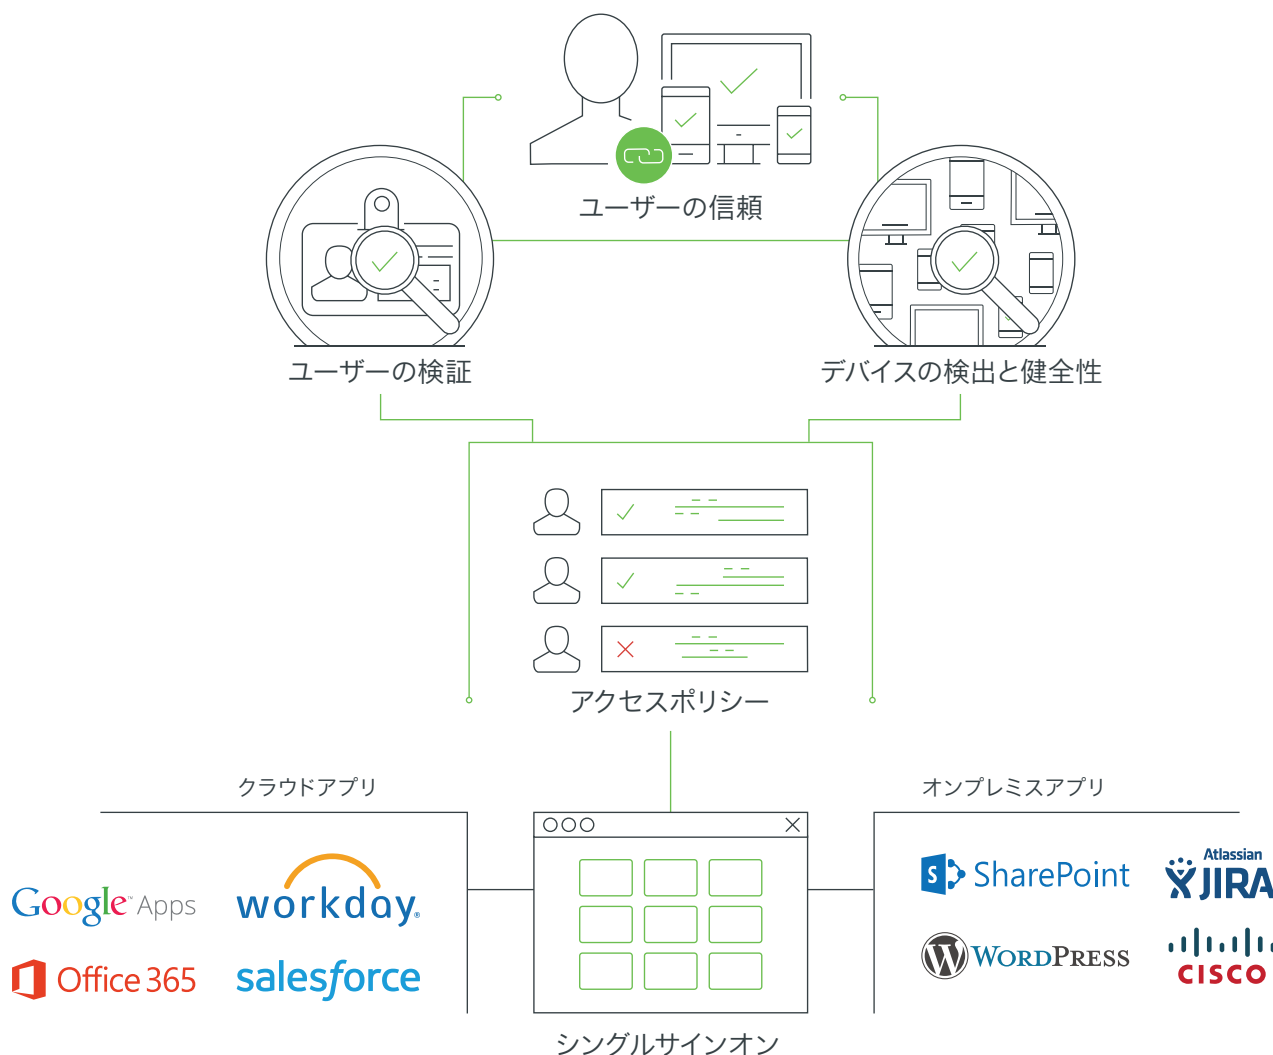 ユーザーの信頼
ユーザーの検証
デバイスの検出と健全性
アクセスポリシー
クラウドアプリ
オンプレミスアプリ
Google™ Apps
workday®
Office 365
salesforce
S
SharePoint
Atlassian
JIRA
W
WORDPRESS
CISCO
シングルサインオン